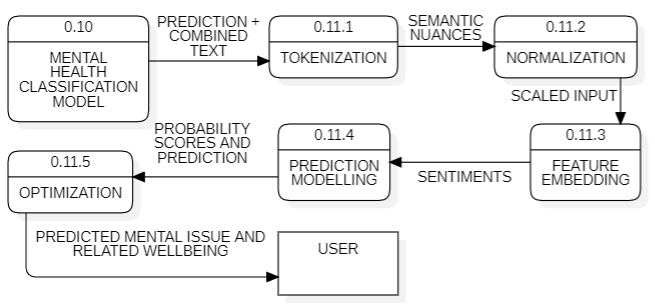 0.10
MENTAL
HEALTH
CLASSIFICATION
MODEL
PREDICTION +
COMBINED
TEXT
0.11.1
TOKENIZATION
SEMANTIC
NUANCES
0.11.2
NORMALIZATION
SCALED INPUT
0.11.3
FEATURE
EMBEDDING
SENTIMENTS
0.11.4
PREDICTION
MODELLING
PROBABILITY
SCORES AND
PREDICTION
0.11.5
OPTIMIZATION
PREDICTED MENTAL ISSUE AND
RELATED WELLBEING
USER